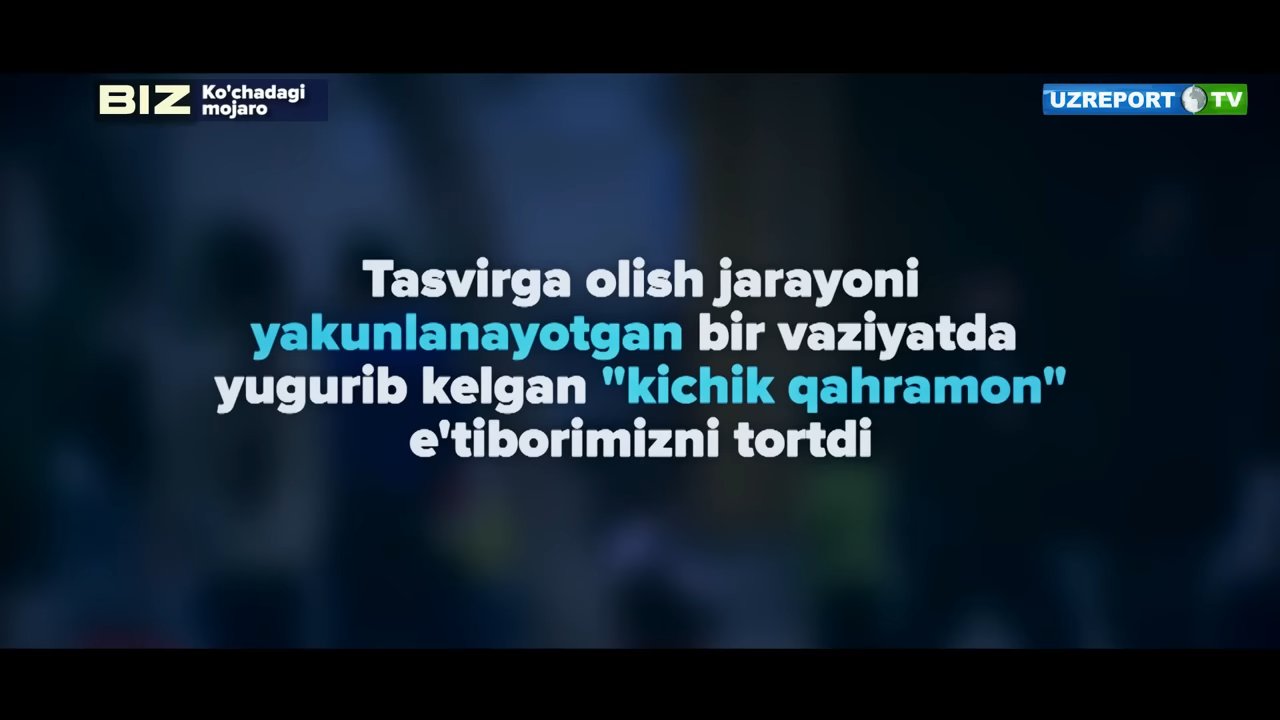 BIZ
Ko'chadagi
mojaro
UZREPORT TV
Tasvirga olish jarayoni
yakunlanayotgan bir vaziyatda
yugurib kelgan "kichik qahramon"
e'tiborimizni tortdi